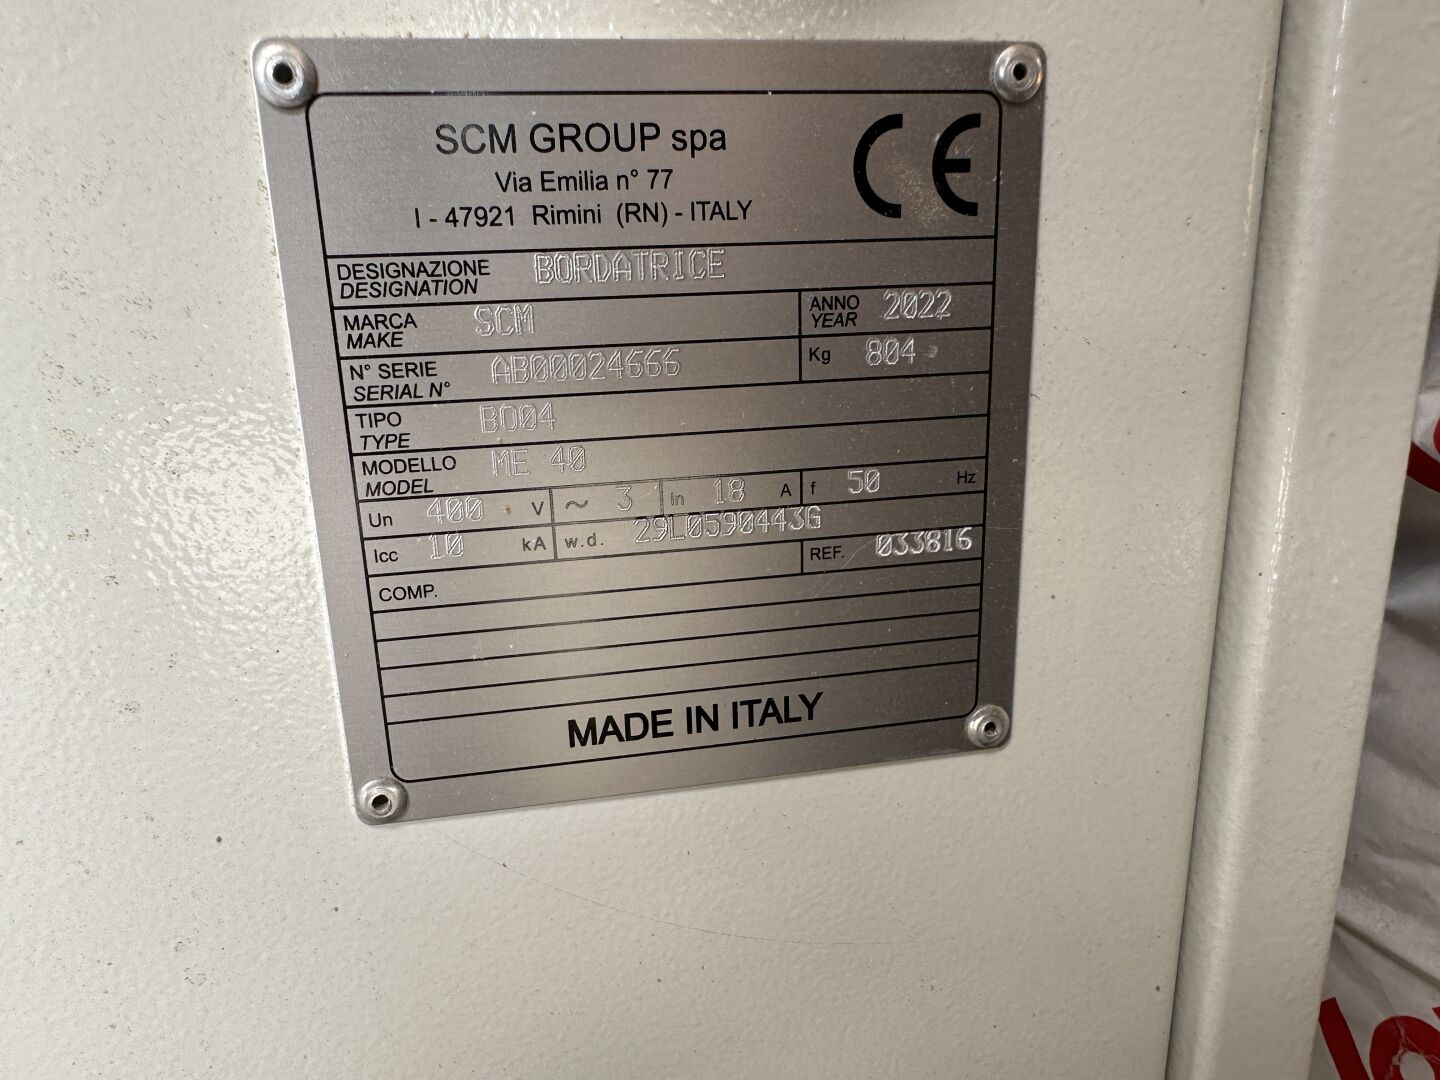 SCM GROUP spa
Via Emilia n° 77
I - 47921 Rimini (RN) - ITALY
CE
DESIGNAZIONE BORDATRICE
DESIGNATION
MARCA SCM ANNO 2022
MAKE YEAR
N° SERIE AB00024666 Kg 804
SERIAL N°
TIPO BO04
TYPE
MODELLO ME 40
MODEL
Un 400 V ~ 3 In 18 A f 50 Hz
Icc 10 kA w.d. 29L0590443G
REF. 033816
COMP.
MADE IN ITALY